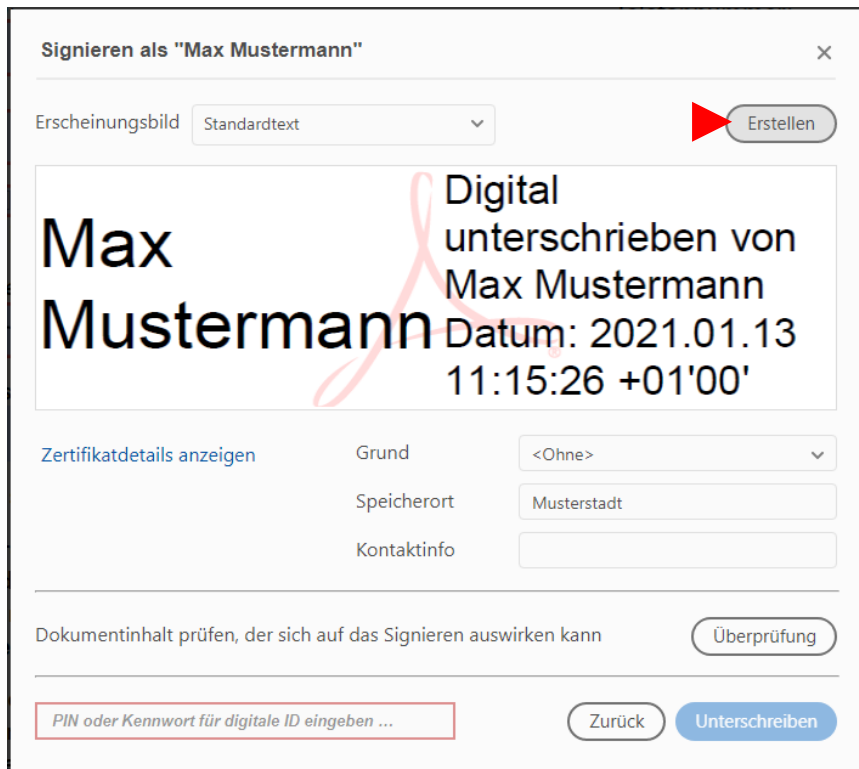 Signieren als "Max Mustermann"
Erscheinungsbild
Standardtext
Erstellen
Max
Mustermann
Digital
unterschrieben von
Max Mustermann
Datum: 2021.01.13
11:15:26 +01'00'
®
Zertifikatdetails anzeigen
Grund
<Ohne>
Speicherort
Musterstadt
Kontaktinfo
Dokumentinhalt prüfen, der sich auf das Signieren auswirken kann
Überprüfung
PIN oder Kennwort für digitale ID eingeben ...
Zurück
Unterschreiben